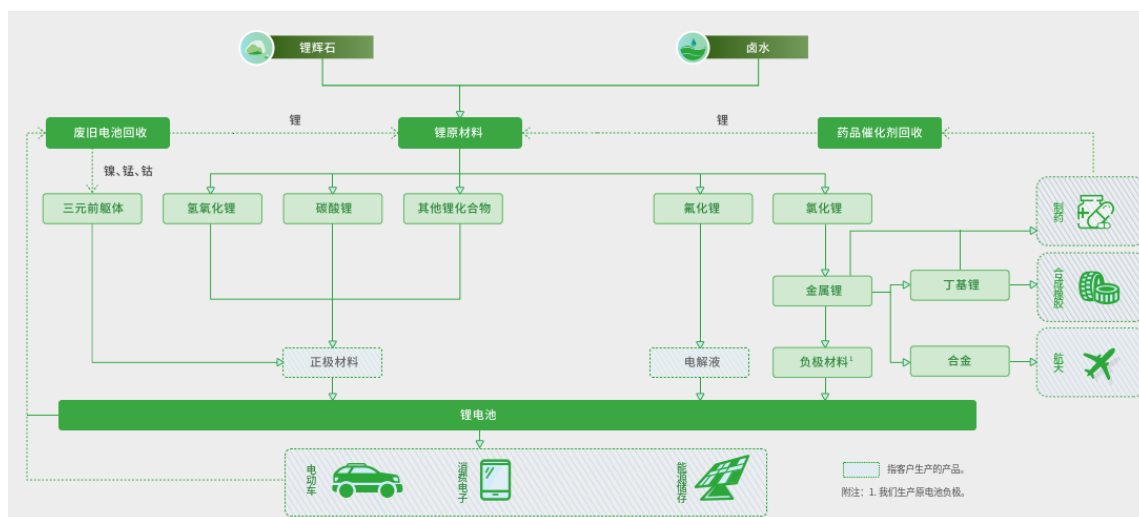 锂辉石
卤水
废旧电池回收
锂
锂原材料
锂
药品催化剂回收
镍、锰、钴
三元前躯体
氢氧化锂
碳酸锂
其他锂化合物
氟化锂
氯化锂
制药
金属锂
丁基锂
合成橡胶
正极材料
电解液
负极材料1
合金
航天
锂电池
电动车
消费电子
能源储存
指客户生产的产品。
附注：1. 我们生产原电池负极。